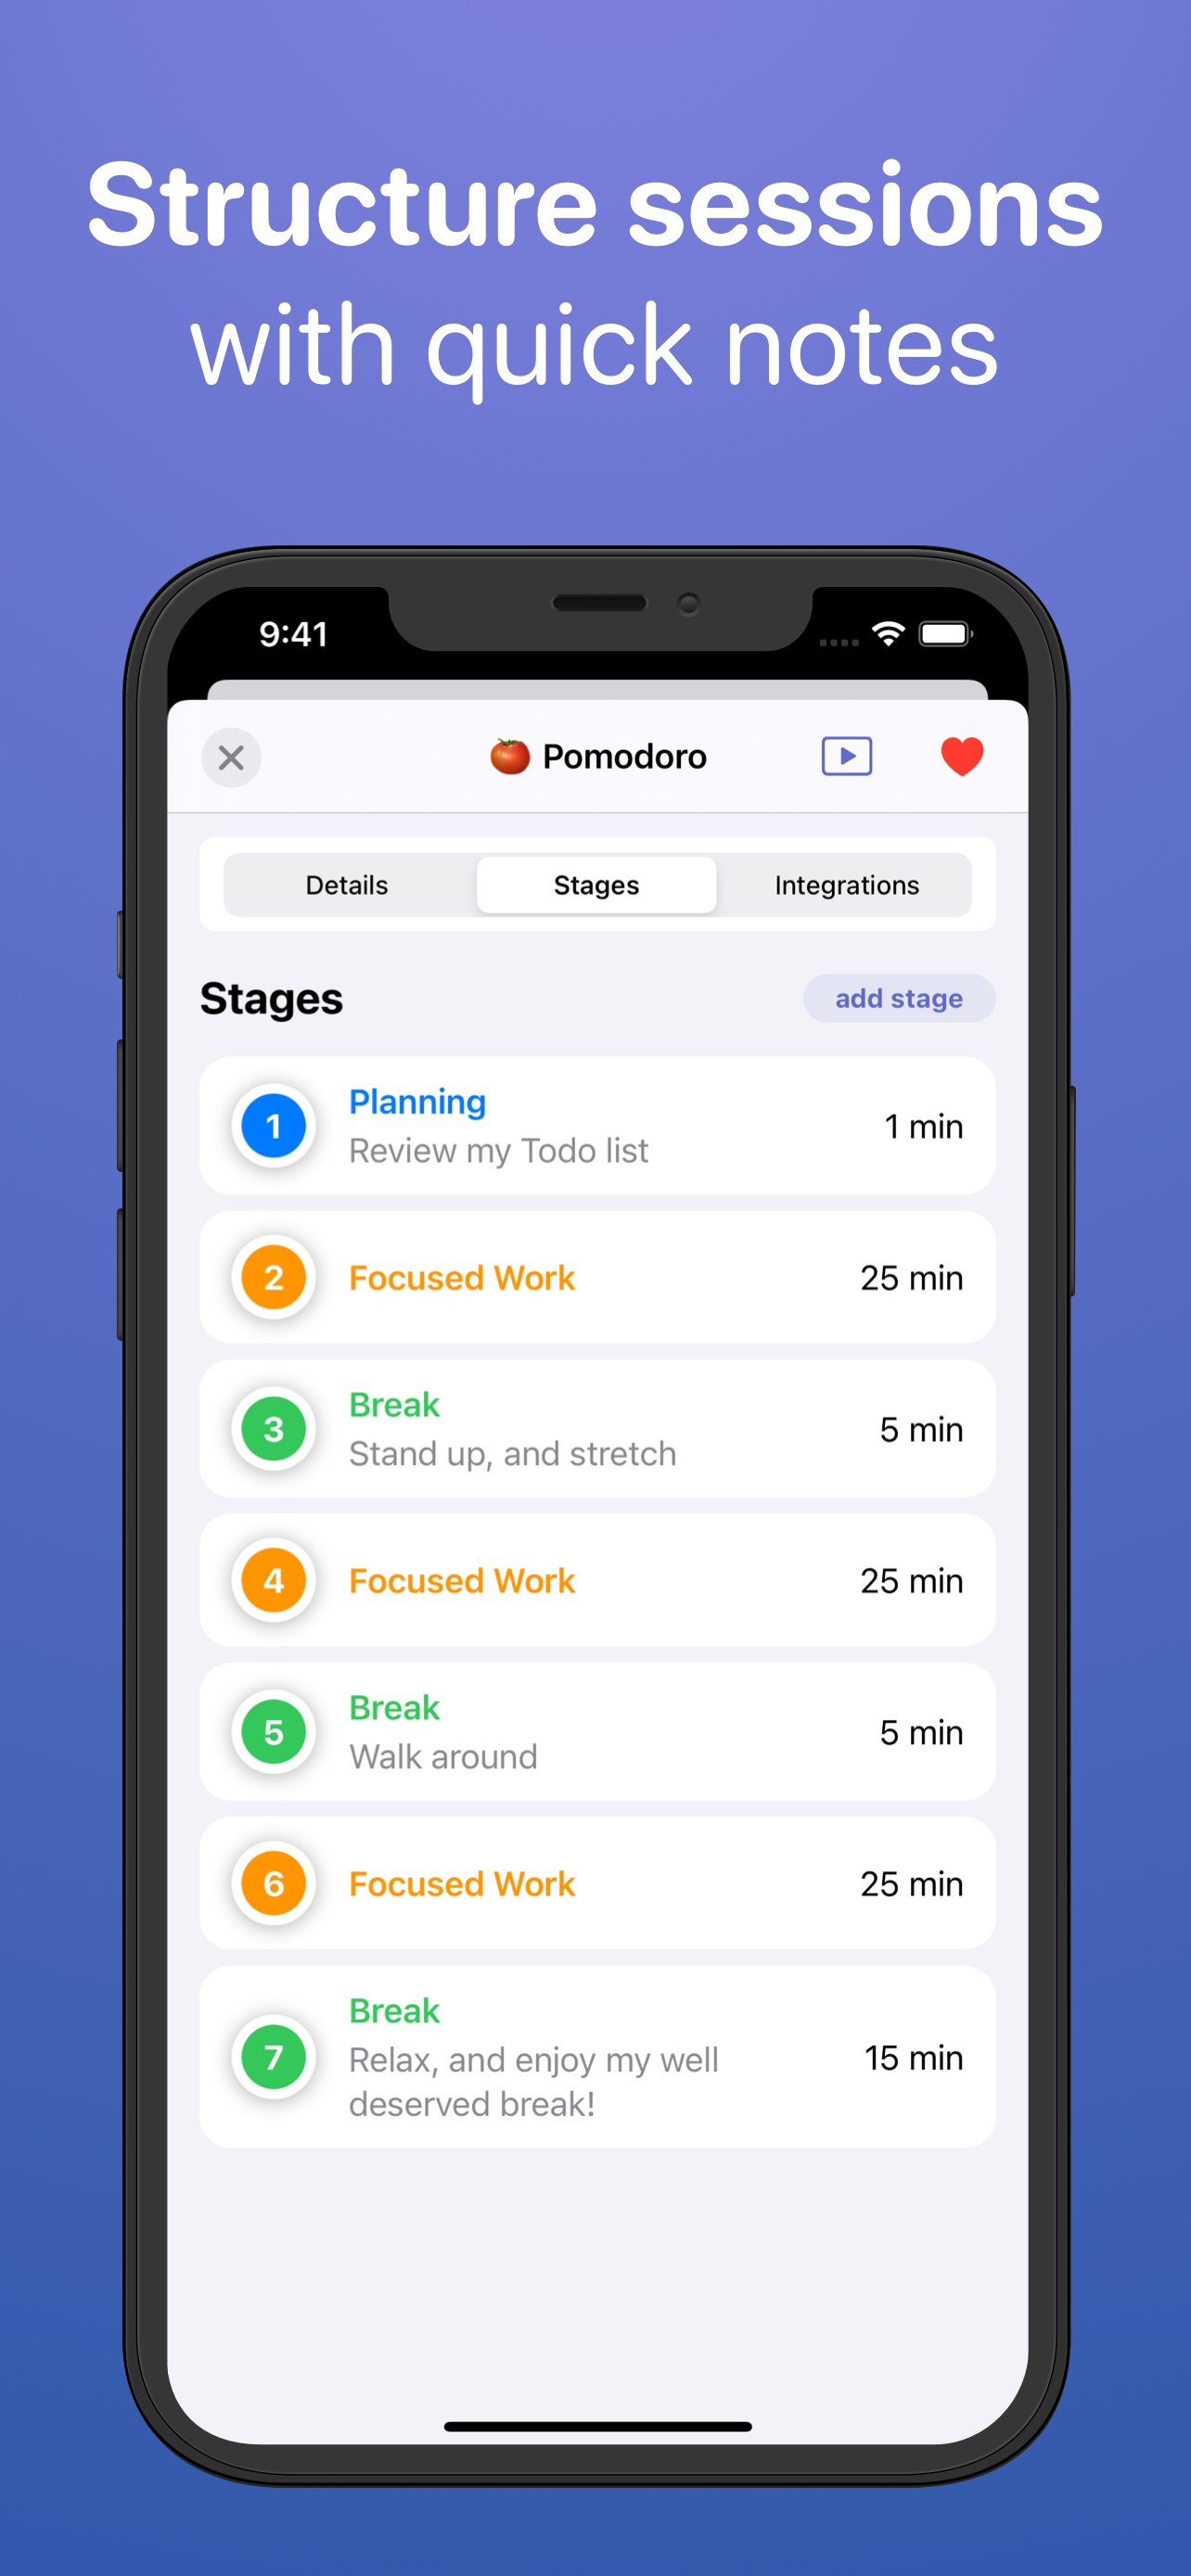 Structure sessions
with quick notes
9:41
Pomodoro
Details Stages Integrations
Stages add stage
1 Planning 1 min
Review my Todo list
2 Focused Work 25 min
3 Break 5 min
Stand up, and stretch
4 Focused Work 25 min
5 Break 5 min
Walk around
6 Focused Work 25 min
7 Break 15 min
Relax, and enjoy my well
deserved break!